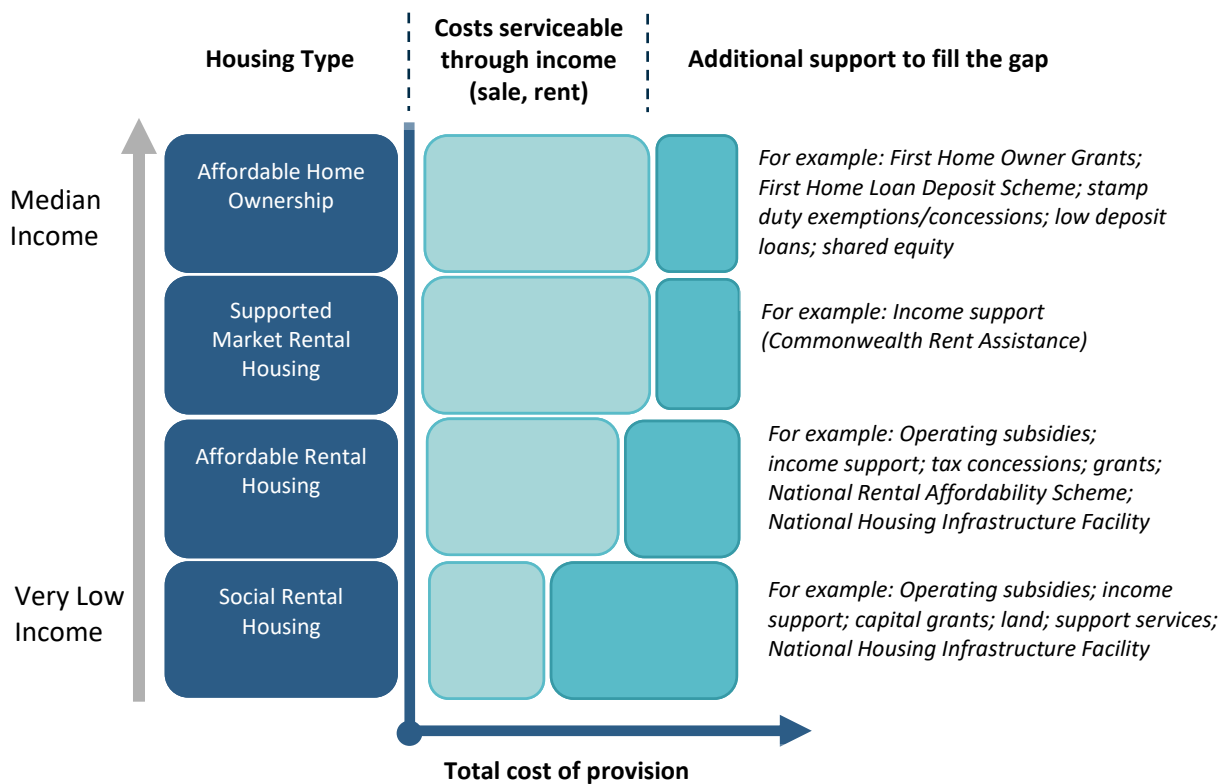 Housing Type
Costs serviceable
through income
(sale, rent)
Additional support to fill the gap
Median
Income
Affordable Home
Ownership
For example: First Home Owner Grants;
First Home Loan Deposit Scheme; stamp
duty exemptions/concessions; low deposit
loans; shared equity
Supported
Market Rental
Housing
For example: Income support
(Commonwealth Rent Assistance)
Affordable Rental
Housing
For example: Operating subsidies;
income support; tax concessions; grants;
National Rental Affordability Scheme;
National Housing Infrastructure Facility
Very Low
Income
Social Rental
Housing
For example: Operating subsidies; income
support; capital grants; land; support services;
National Housing Infrastructure Facility
Total cost of provision